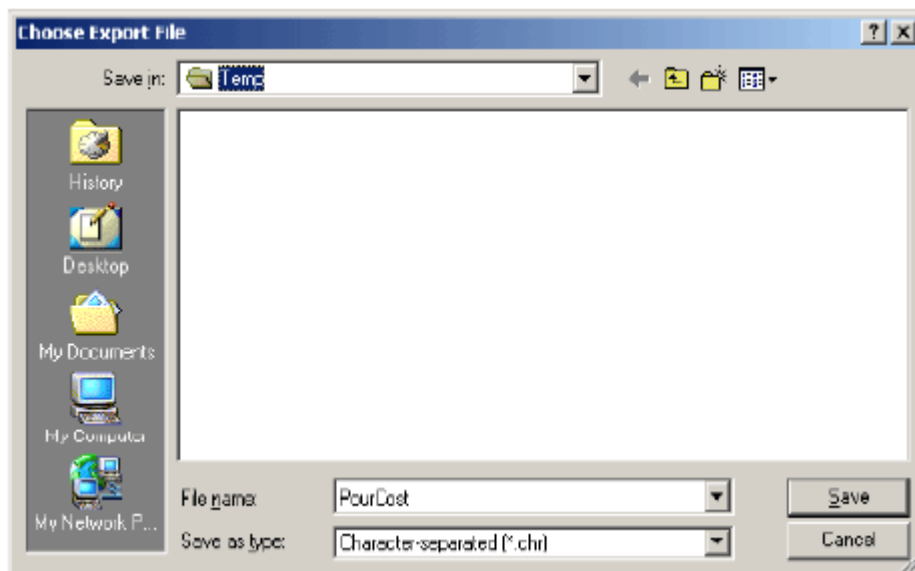 Choose Export File
Save in: Temp
History
Desktop
My Documents
My Computer
My Network P...
File name: PourCost Save
Save as type: Character-separated (*.chr) Cancel